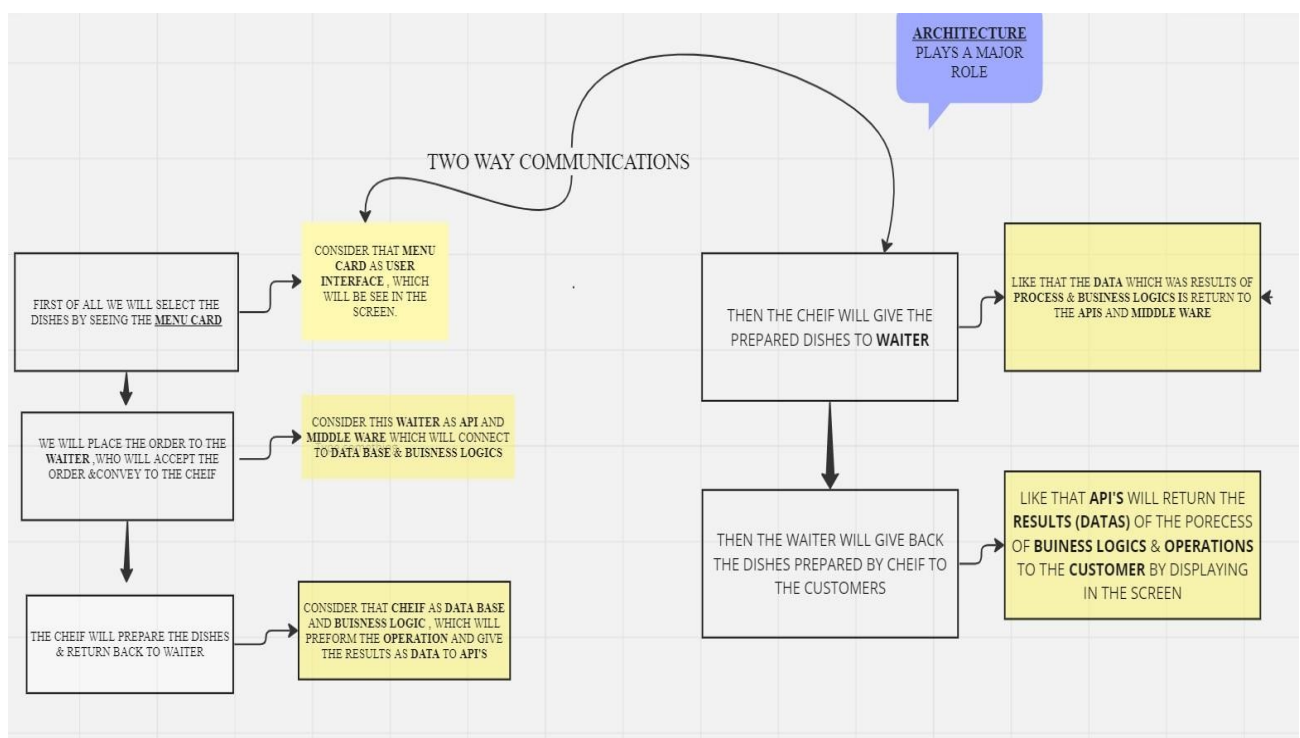 ARCHITECTURE
PLAYS A MAJOR
ROLE
TWO WAY COMMUNICATIONS
FIRST OF ALL WE WILL SELECT THE
DISHES BY SEEING THE MENU CARD
CONSIDER THAT MENU
CARD AS USER
INTERFACE , WHICH
WILL BE SEE IN THE
SCREEN.
WE WILL PLACE THE ORDER TO THE
WAITER ,WHO WILL ACCEPT THE
ORDER &CONVEY TO THE CHEIF
CONSIDER THIS WAITER AS API AND
MIDDLE WARE WHICH WILL CONNECT
TO DATA BASE & BUISNESS LOGICS
THE CHEIF WILL PREPARE THE DISHES
& RETURN BACK TO WAITER
CONSIDER THAT CHEIF AS DATA BASE
AND BUISNESS LOGIC , WHICH WILL
PREFORM THE OPERATION AND GIVE
THE RESULTS AS DATA TO API'S
THEN THE CHEIF WILL GIVE THE
PREPARED DISHES TO WAITER
LIKE THAT THE DATA WHICH WAS RESULTS OF
PROCESS & BUSINESS LOGICS IS RETURN TO
THE APIS AND MIDDLE WARE
THEN THE WAITER WILL GIVE BACK
THE DISHES PREPARED BY CHEIF TO
THE CUSTOMERS
LIKE THAT API'S WILL RETURN THE
RESULTS (DATAS) OF THE PORECESS
OF BUINESS LOGICS & OPERATIONS
TO THE CUSTOMER BY DISPLAYING
IN THE SCREEN